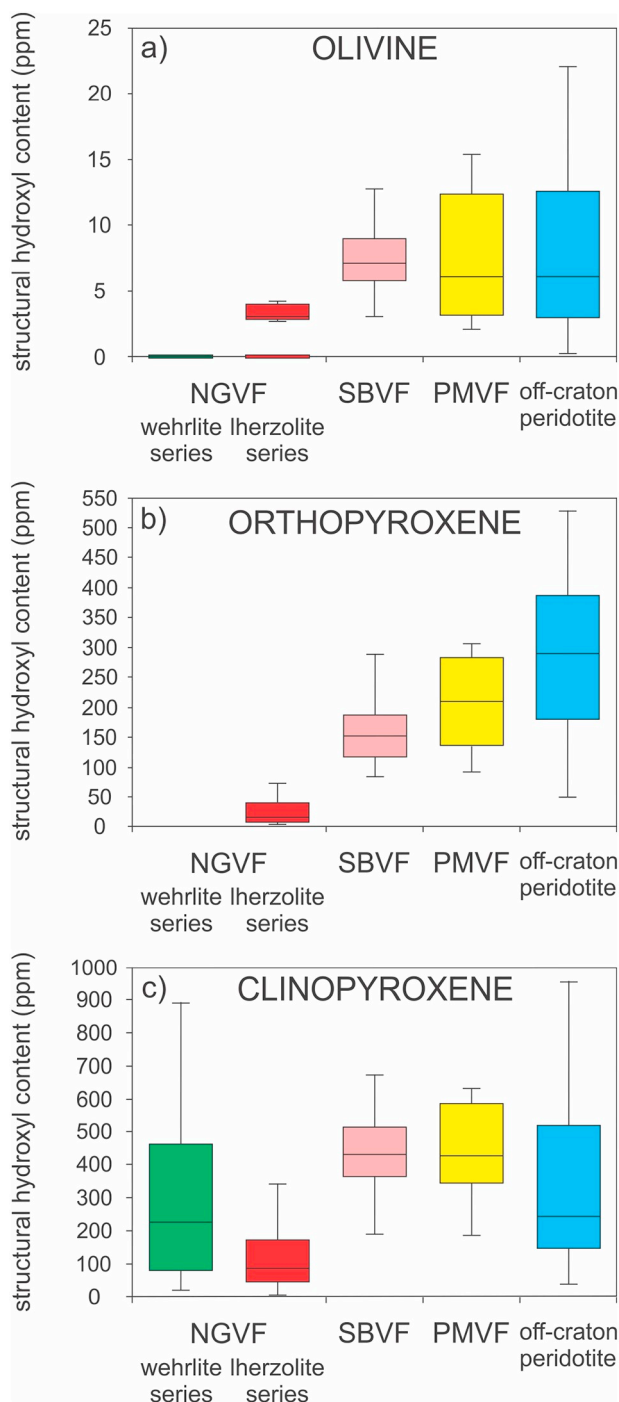 structural hydroxyl content (ppm)
a) OLIVINE
25
20
15
10
5
0
NGVF SBVF PMVF off-craton
peridotite
wehrlite lherzolite
series series
structural hydroxyl content (ppm)
b) ORTHOPYROXENE
550
500
450
400
350
300
250
200
150
100
50
0
NGVF SBVF PMVF off-craton
peridotite
wehrlite lherzolite
series series
structural hydroxyl content (ppm)
c) CLINOPYROXENE
1000
900
800
700
600
500
400
300
200
100
0
NGVF SBVF PMVF off-craton
peridotite
wehrlite lherzolite
series series